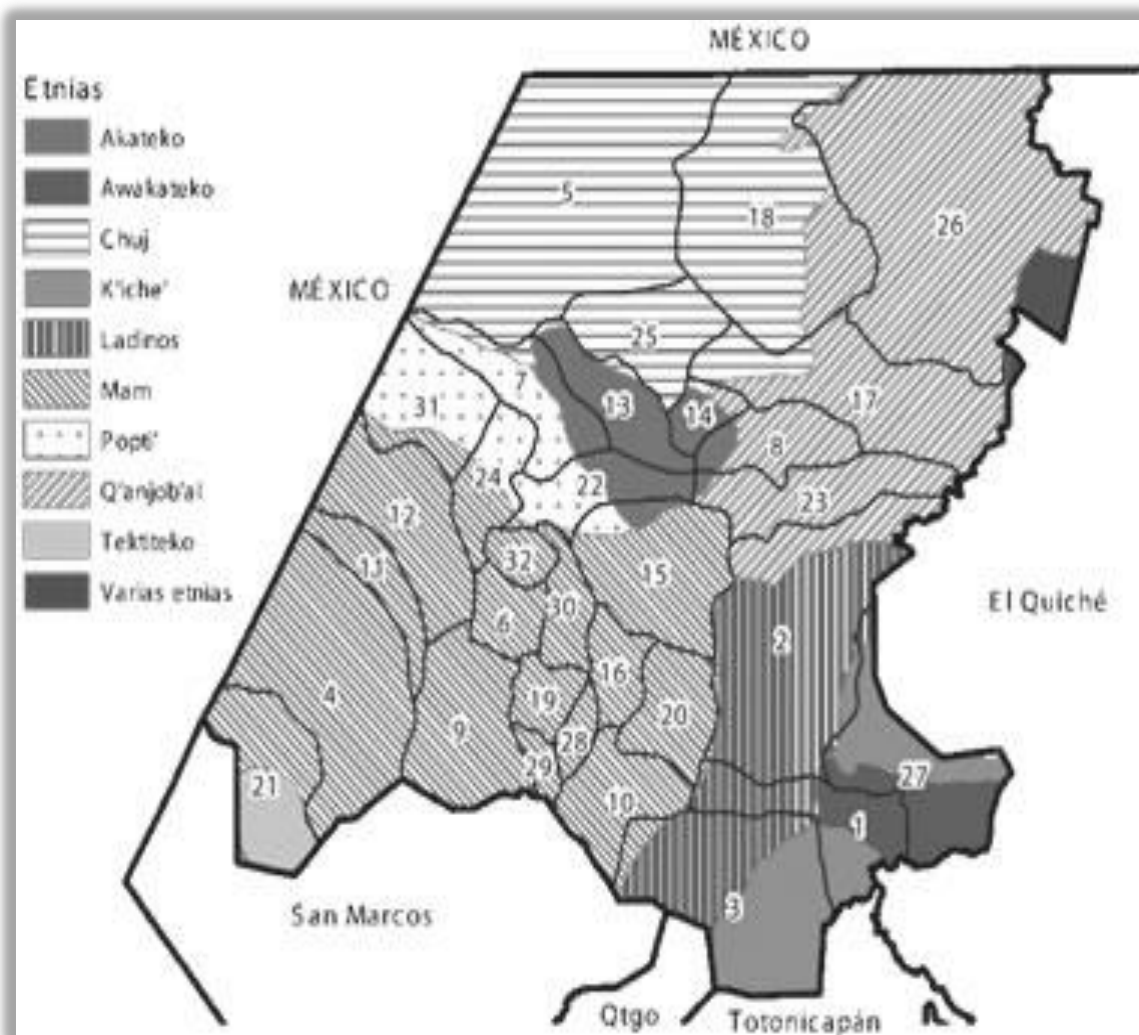 MÉXICO
Etnias
Akateko
Awakateko
Chuj
K'iche'
Ladinos
Mam
Popti'
Q'anjob'al
Tektiteko
Varias etnias
MÉXICO
El Quiché
San Marcos
Qtgo
Totonicapán
5
18
26
25
7
13
14
17
31
8
24
22
23
12
32
15
11
6
30
2
16
4
19
20
9
28
21
29
27
10
1
3